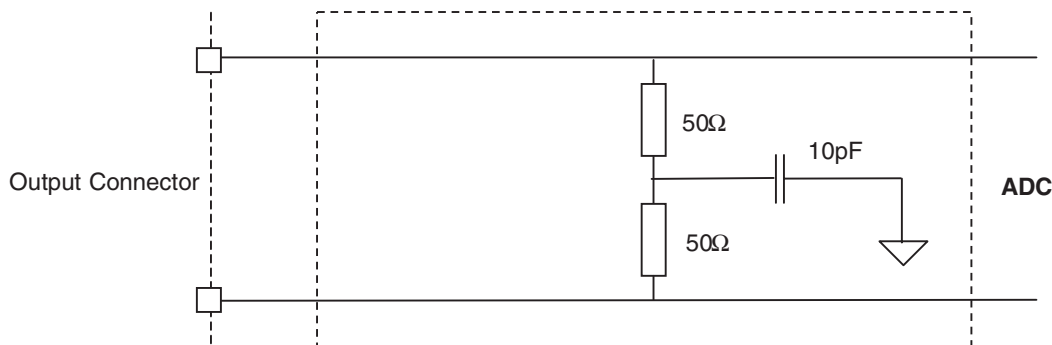 50Ω
10pF
Output Connector
ADC
50Ω